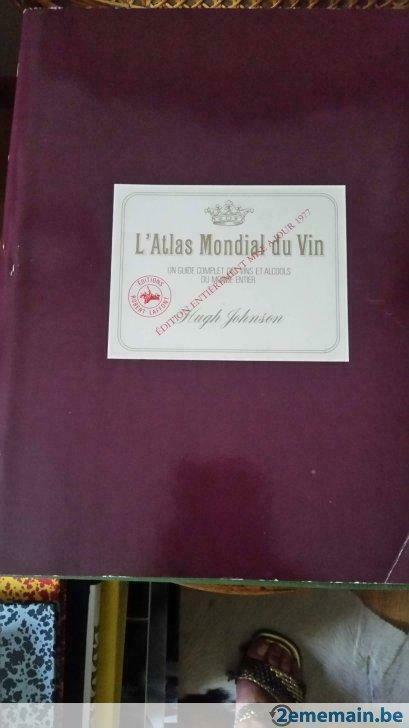 L'Atlas Mondial du Vin
UN GUIDE COMPLET DES VINS ET ALCOOLS
DU MONDE ENTIER
ÉDITION ENTIÈREMENT MISE A JOUR 1977
ÉDITIONS
ROBERT LAFFONT
Hugh Johnson
2ememain.be